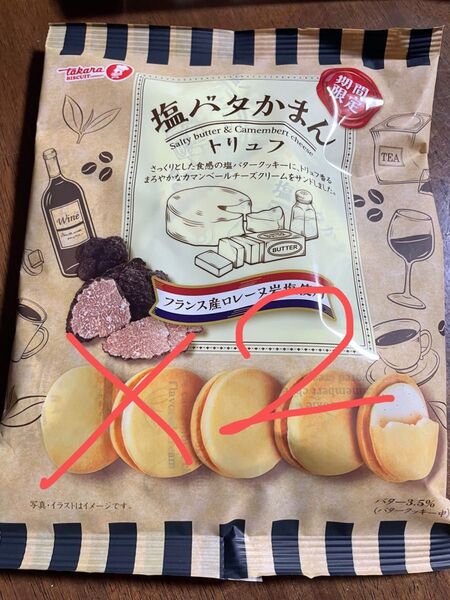 takara
BISCUIT
期間
限定
塩バタかまん
Salty butter & Camembert cheese
トリュフ
さっくりとした食感の塩バタークッキーに、トリュフ香る
まろやかなカマンベールチーズクリームをサンドしました。
TEA
Wine
BUTTER
フランス産ロレーヌ岩塩使用
×2
写真・イラストはイメージです。
バター3.5%
(バタークッキー中)